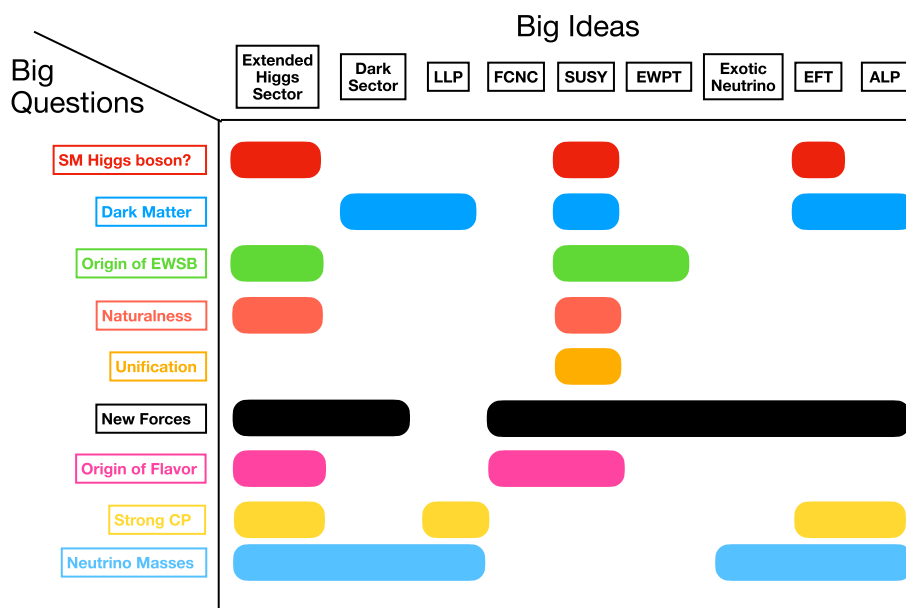 Big Ideas
Big
Questions
Extended
Higgs
Sector
Dark
Sector
LLP
FCNC
SUSY
EWPT
Exotic
Neutrino
EFT
ALP
SM Higgs boson?
Dark Matter
Origin of EWSB
Naturalness
Unification
New Forces
Origin of Flavor
Strong CP
Neutrino Masses